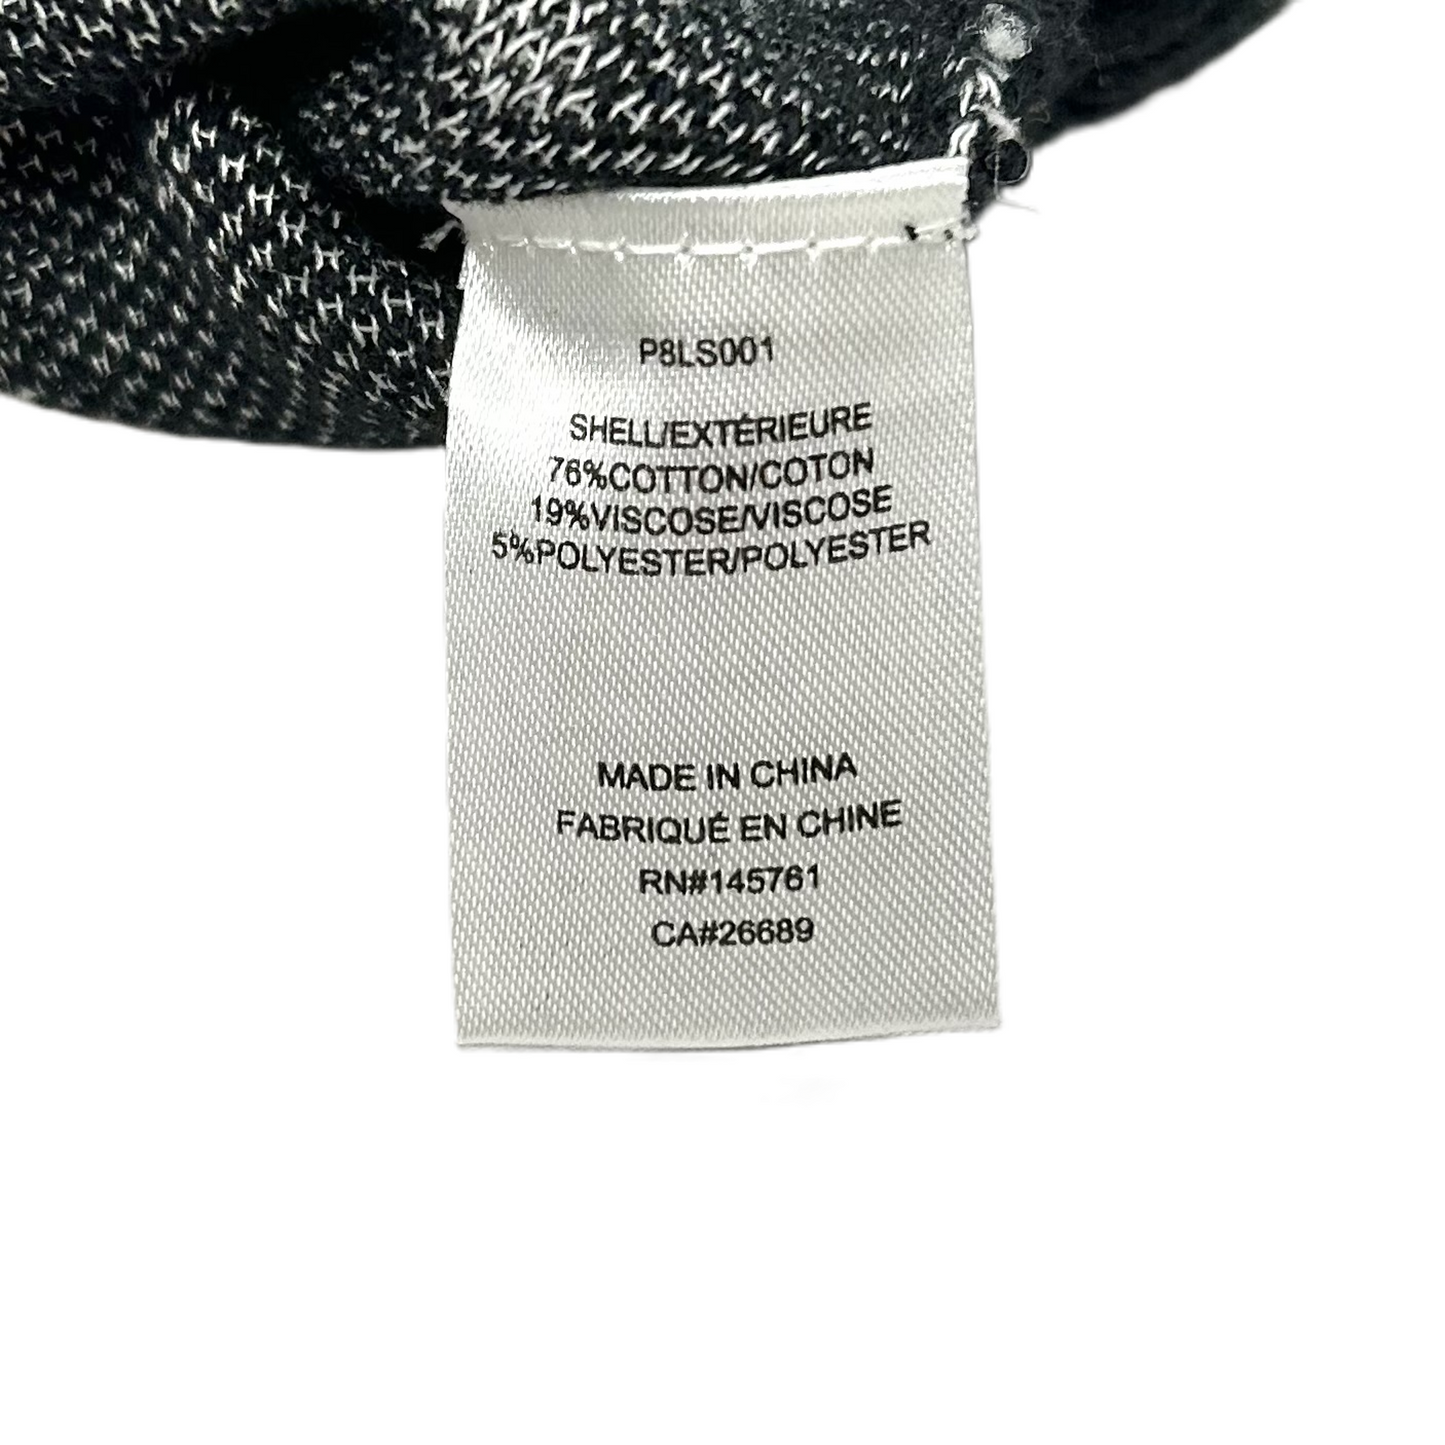 P8LS001
SHELL/EXTÉRIEURE
76%COTTON/COTON
19%VISCOSE/VISCOSE
5%POLYESTER/POLYESTER
MADE IN CHINA
FABRIQUÉ EN CHINE
RN#145761
CA#26689